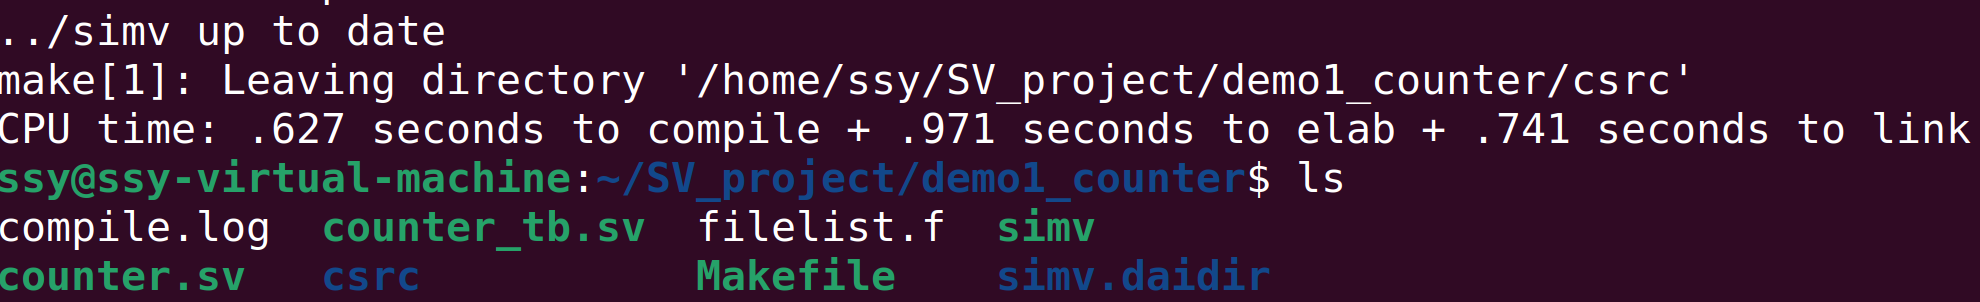 ../simv up to date
make[1]: Leaving directory '/home/ssy/SV_project/demo1_counter/csrc'
CPU time: .627 seconds to compile + .971 seconds to elab + .741 seconds to link
ssy@ssy-virtual-machine:~/SV_project/demo1_counter$ ls
compile.log  counter_tb.sv  filelist.f  simv
counter.sv   csrc           Makefile    simv.daidir